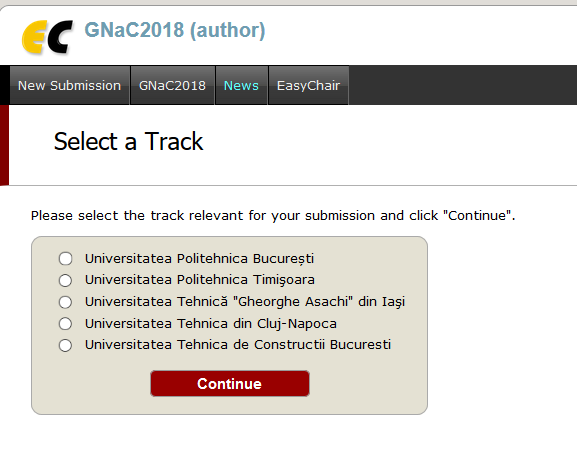 EC
GNaC2018 (author)
New Submission GNaC2018 News EasyChair
Select a Track
Please select the track relevant for your submission and click "Continue".
Universitatea Politehnica București
Universitatea Politehnica Timişoara
Universitatea Tehnică "Gheorghe Asachi" din Iaşi
Universitatea Tehnica din Cluj-Napoca
Universitatea Tehnica de Constructii Bucuresti
Continue